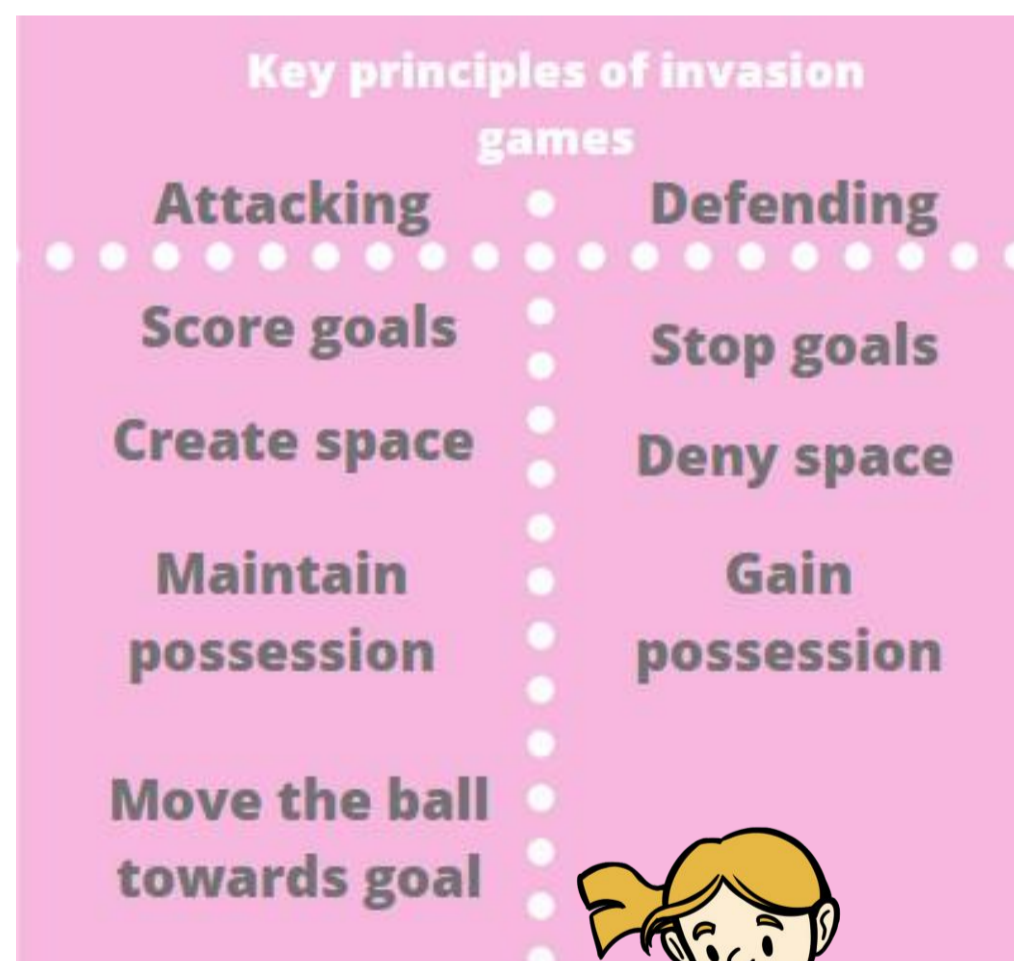 Key principles of invasion
games
Attacking
Defending
Score goals
Stop goals
Create space
Deny space
Maintain
possession
Gain
possession
Move the ball
towards goal